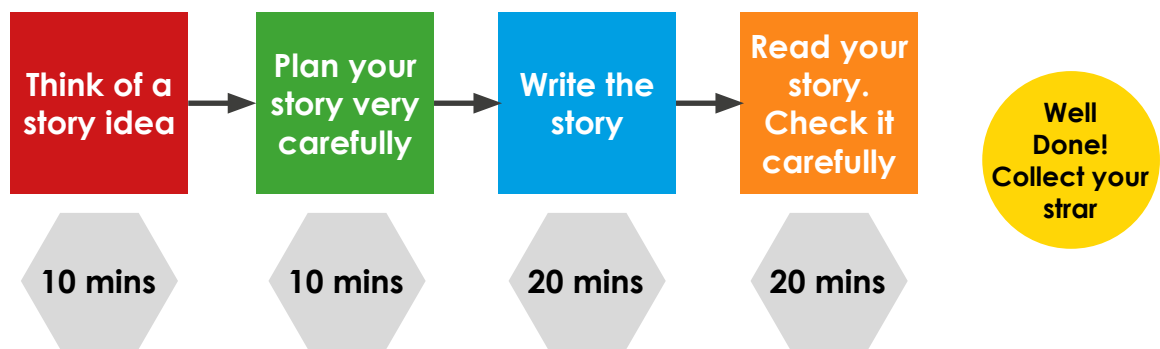 Think of a
story idea
Plan your
story very
carefully
Write the
story
Read your
story.
Check it
carefully
Well
Done!
Collect your
strar
10 mins
10 mins
20 mins
20 mins